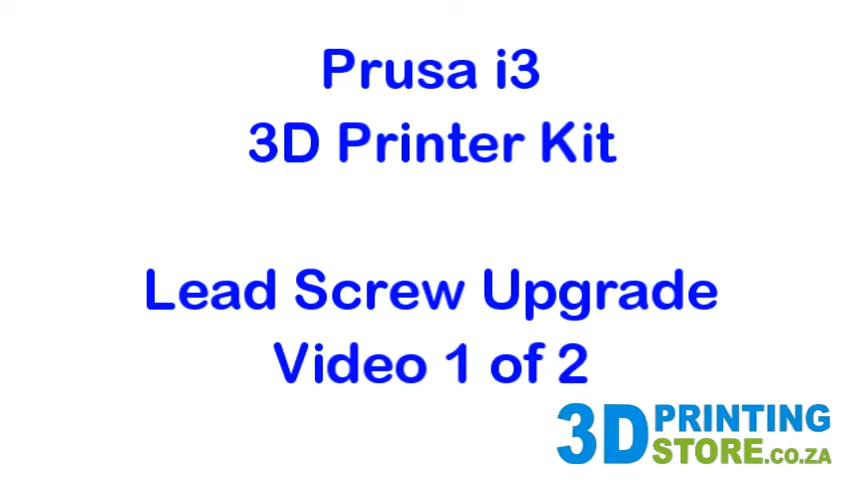 Prusa i3
3D Printer Kit
Lead Screw Upgrade
Video 1 of 2
3D PRINTING
STORE.CO.ZA